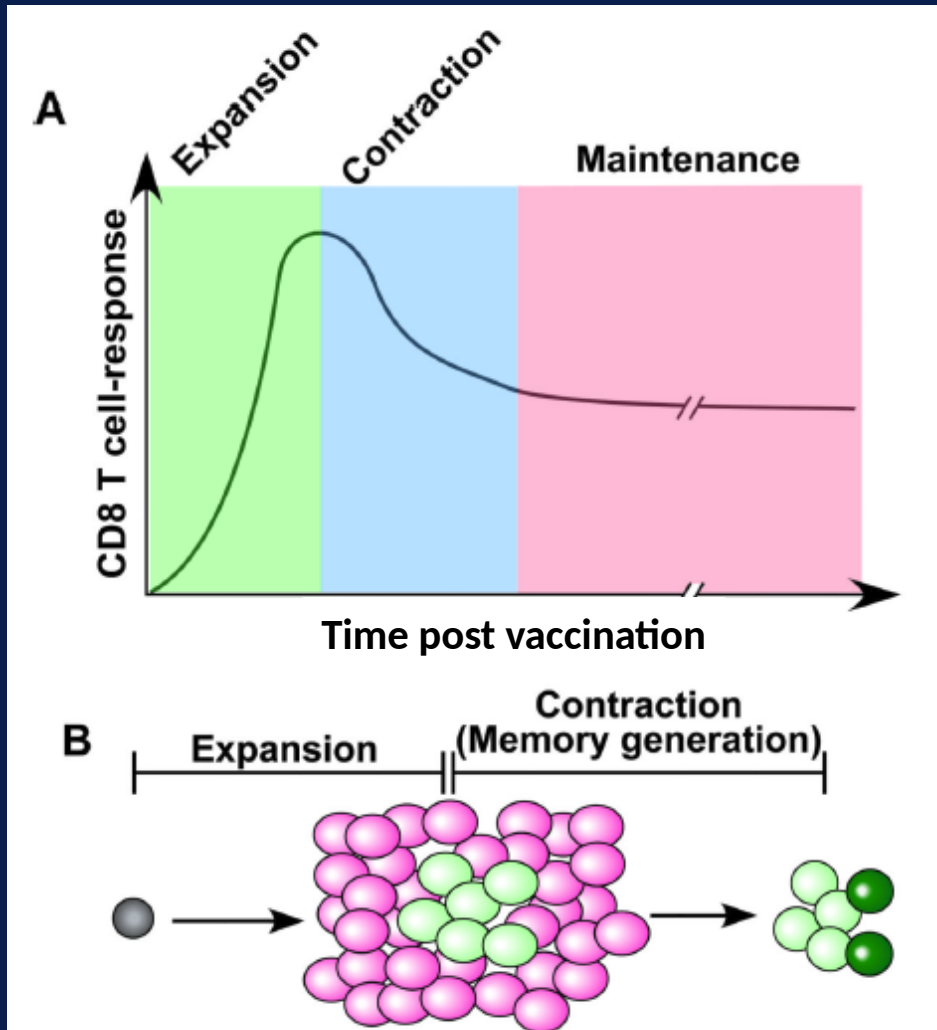 A
Expansion
Contraction
Maintenance
CD8 T cell-response
Time post vaccination
B
Expansion
Contraction
(Memory generation)